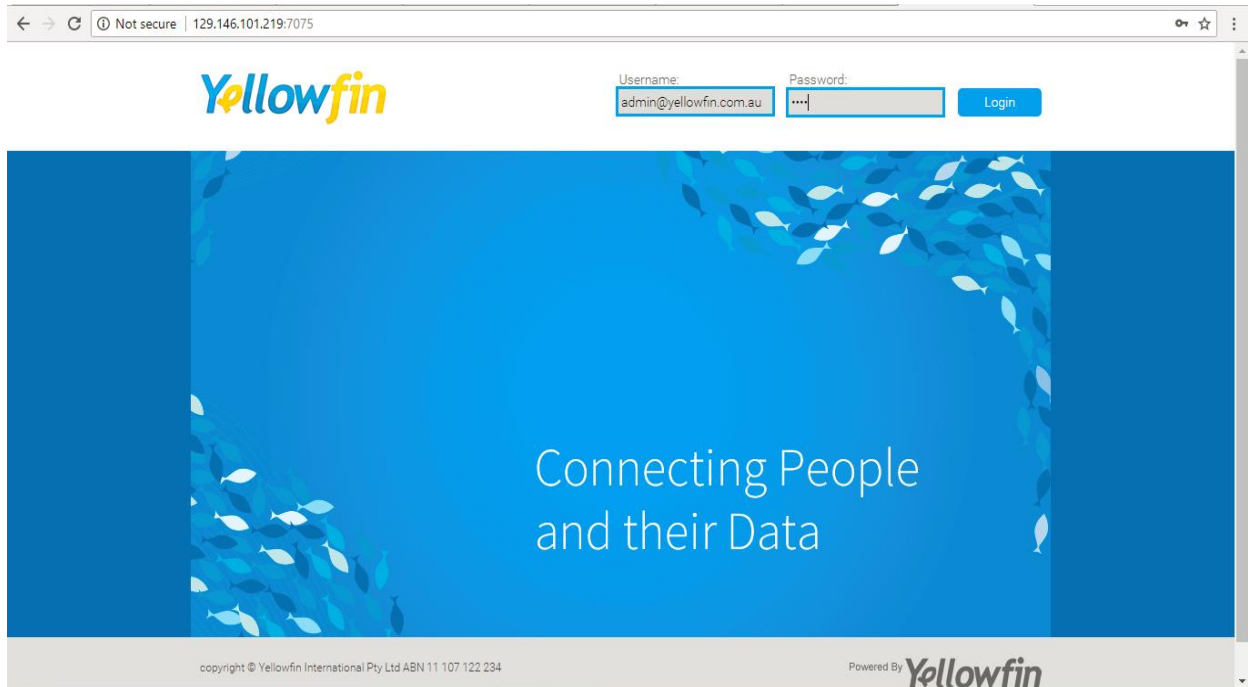 Not secure | 129.146.101.219:7075
Yellowfin
Username: Password:
admin@yellowfin.com.au ····
Login
Connecting People
and their Data
copyright © Yellowfin International Pty Ltd ABN 11 107 122 234
Powered By Yellowfin